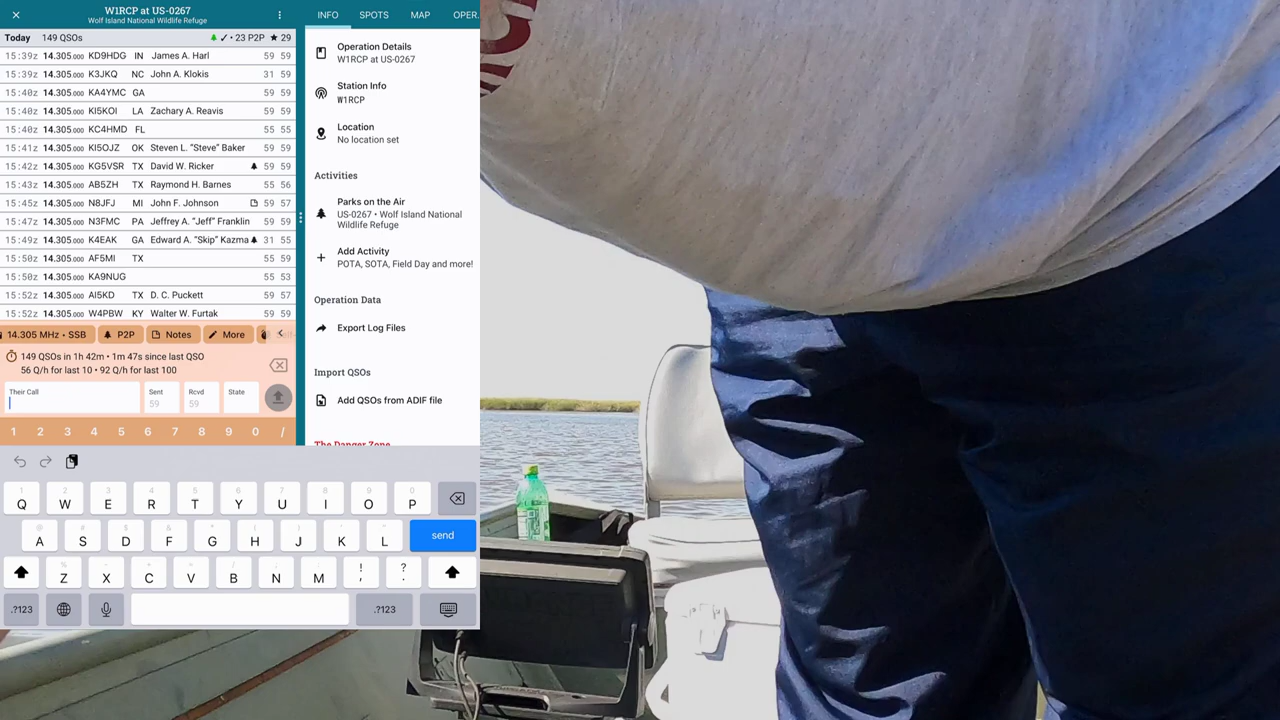 W1RCP at US-0267
Wolf Island National Wildlife Refuge
INFO SPOTS MAP OPER.
Today 149 QSOs ✓ • 23 P2P ★ 29
15:39z 14.305.000 KD9HDG IN James A. Harl 59 59
15:39z 14.305.000 K3JKQ NC John A. Klokis 31 59
15:40z 14.305.000 KA4YMC GA 59 59
15:40z 14.305.000 KI5KOI LA Zachary A. Reavis 59 59
15:40z 14.305.000 KC4HMD FL 55 55
15:41z 14.305.000 KI5OJZ OK Steven L. “Steve” Baker 59 59
15:42z 14.305.000 KG5VSR TX David W. Ricker 59 59
15:43z 14.305.000 AB5ZH TX Raymond H. Barnes 55 56
15:45z 14.305.000 N8JFJ MI John F. Johnson 59 57
15:47z 14.305.000 N3FMC PA Jeffrey A. “Jeff” Franklin 59 59
15:49z 14.305.000 K4EAK GA Edward A. “Skip” Kazma 31 55
15:50z 14.305.000 AF5MI TX 55 59
15:50z 14.305.000 KA9NUG 55 53
15:52z 14.305.000 AI5KD TX D. C. Puckett 59 57
15:52z 14.305.000 W4PBW KY Walter W. Furtak 59 59
14.305 MHz • SSB P2P Notes More
149 QSOs in 1h 42m • 1m 47s since last QSO
56 Q/h for last 10 • 92 Q/h for last 100
Their Call Sent Rcvd State
59 59
1 2 3 4 5 6 7 8 9 0 /
Operation Details
W1RCP at US-0267
Station Info
W1RCP
Location
No location set
Activities
Parks on the Air
US-0267 • Wolf Island National
Wildlife Refuge
Add Activity
POTA, SOTA, Field Day and more!
Operation Data
Export Log Files
Import QSOs
Add QSOs from ADIF file
The Danger Zone
1 2 3 4 5 6 7 8 9 0
Q W E R T Y U I O P
@ # $ & * ( ) ' "
A S D F G H J K L send
% - + = / ; : ! ?
Z X C V B N M , .
.?123 .?123